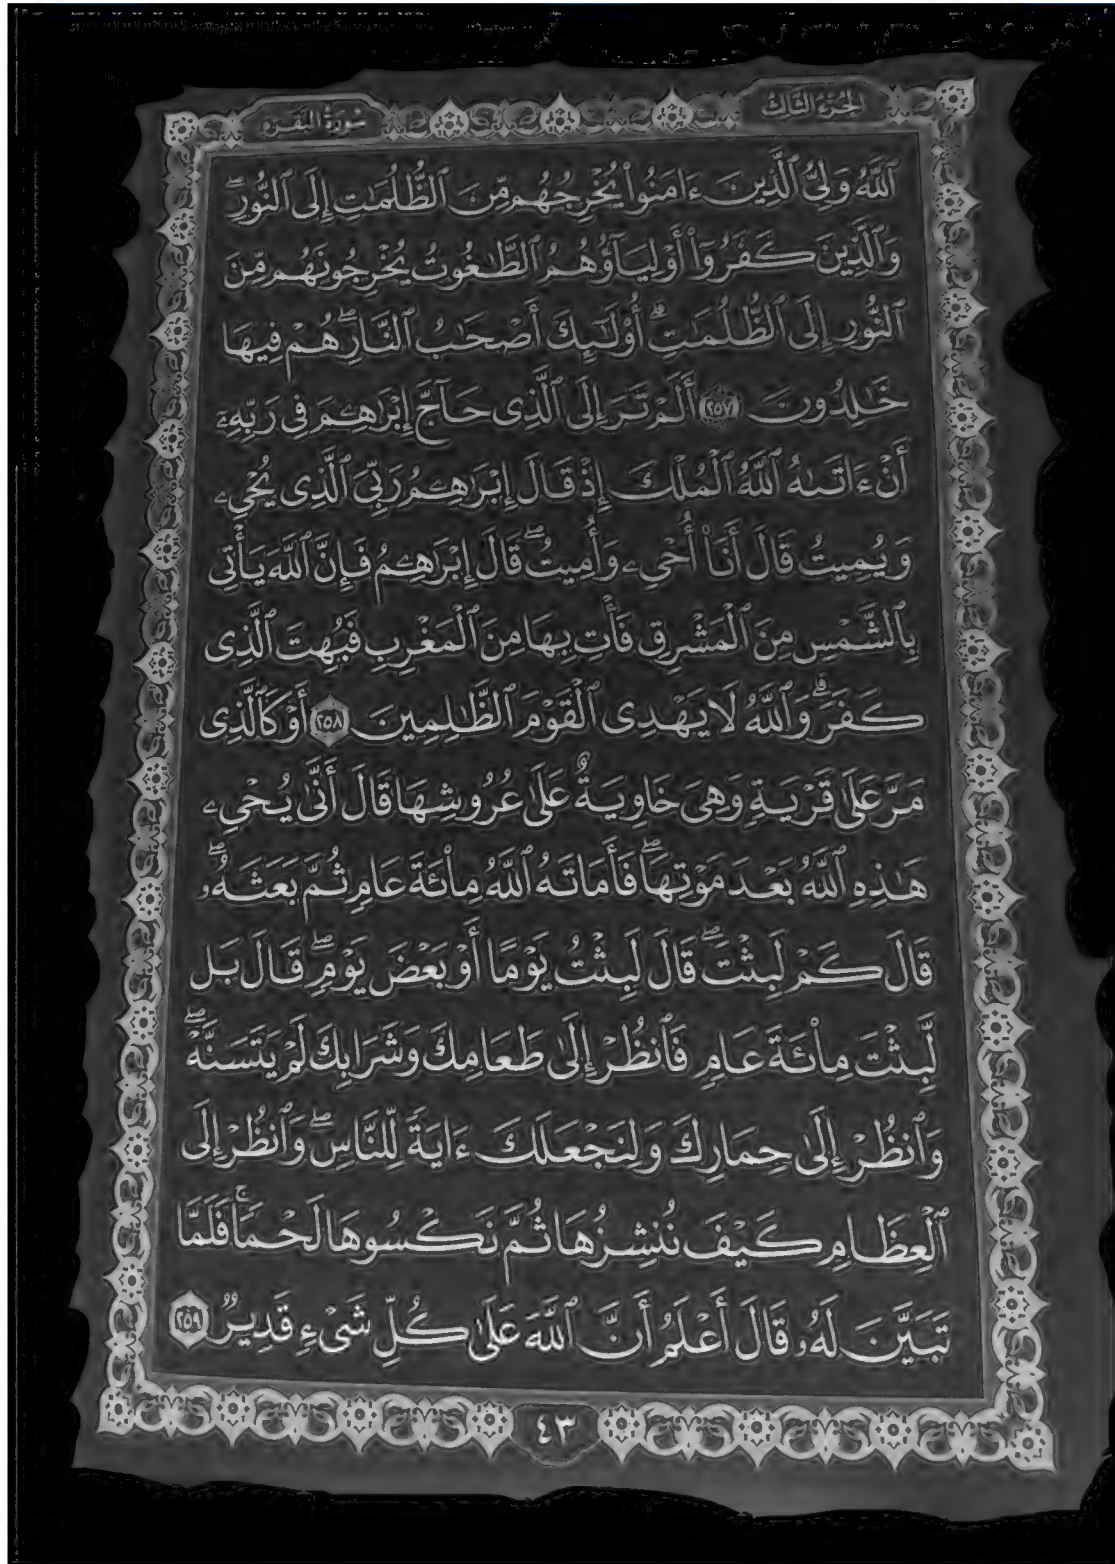 الجزء الثالث
سورة البقرة
ٱللَّهُ وَلِيُّ ٱلَّذِينَ ءَامَنُوا۟ يُخْرِجُهُم مِّنَ ٱلظُّلُمَٰتِ إِلَى ٱلنُّورِ ۖ
وَٱلَّذِينَ كَفَرُوٓا۟ أَوْلِيَآؤُهُمُ ٱلطَّٰغُوتُ يُخْرِجُونَهُم مِّنَ
ٱلنُّورِ إِلَى ٱلظُّلُمَٰتِ ۗ أُو۟لَٰٓئِكَ أَصْحَٰبُ ٱلنَّارِ ۖ هُمْ فِيهَا
خَٰلِدُونَ ٢٥٧ أَلَمْ تَرَ إِلَى ٱلَّذِى حَآجَّ إِبْرَٰهِۦمَ فِى رَبِّهِۦٓ
أَنْ ءَاتَىٰهُ ٱللَّهُ ٱلْمُلْكَ إِذْ قَالَ إِبْرَٰهِۦمُ رَبِّىَ ٱلَّذِى يُحْىِۦ
وَيُمِيتُ قَالَ أَنَا۠ أُحْىِۦ وَأُمِيتُ ۖ قَالَ إِبْرَٰهِۦمُ فَإِنَّ ٱللَّهَ يَأْتِى
بِٱلشَّمْسِ مِنَ ٱلْمَشْرِقِ فَأْتِ بِهَا مِنَ ٱلْمَغْرِبِ فَبُهِتَ ٱلَّذِى
كَفَرَ ۗ وَٱللَّهُ لَا يَهْدِى ٱلْقَوْمَ ٱلظَّٰلِمِينَ ٢٥٨ أَوْ كَٱلَّذِى
مَرَّ عَلَىٰ قَرْيَةٍ وَهِىَ خَاوِيَةٌ عَلَىٰ عُرُوشِهَا قَالَ أَنَّىٰ يُحْىِۦ
هَٰذِهِ ٱللَّهُ بَعْدَ مَوْتِهَا ۖ فَأَمَاتَهُ ٱللَّهُ مِا۟ئَةَ عَامٍ ثُمَّ بَعَثَهُۥ ۖ
قَالَ كَمْ لَبِثْتَ ۖ قَالَ لَبِثْتُ يَوْمًا أَوْ بَعْضَ يَوْمٍ ۖ قَالَ بَل
لَّبِثْتَ مِا۟ئَةَ عَامٍ فَٱنظُرْ إِلَىٰ طَعَامِكَ وَشَرَابِكَ لَمْ يَتَسَنَّهْ ۖ
وَٱنظُرْ إِلَىٰ حِمَارِكَ وَلِنَجْعَلَكَ ءَايَةً لِّلنَّاسِ ۖ وَٱنظُرْ إِلَى
ٱلْعِظَامِ كَيْفَ نُنشِزُهَا ثُمَّ نَكْسُوهَا لَحْمًا ۚ فَلَمَّا
تَبَيَّنَ لَهُۥ قَالَ أَعْلَمُ أَنَّ ٱللَّهَ عَلَىٰ كُلِّ شَىْءٍ قَدِيرٌ ٢٥٩
٤٣